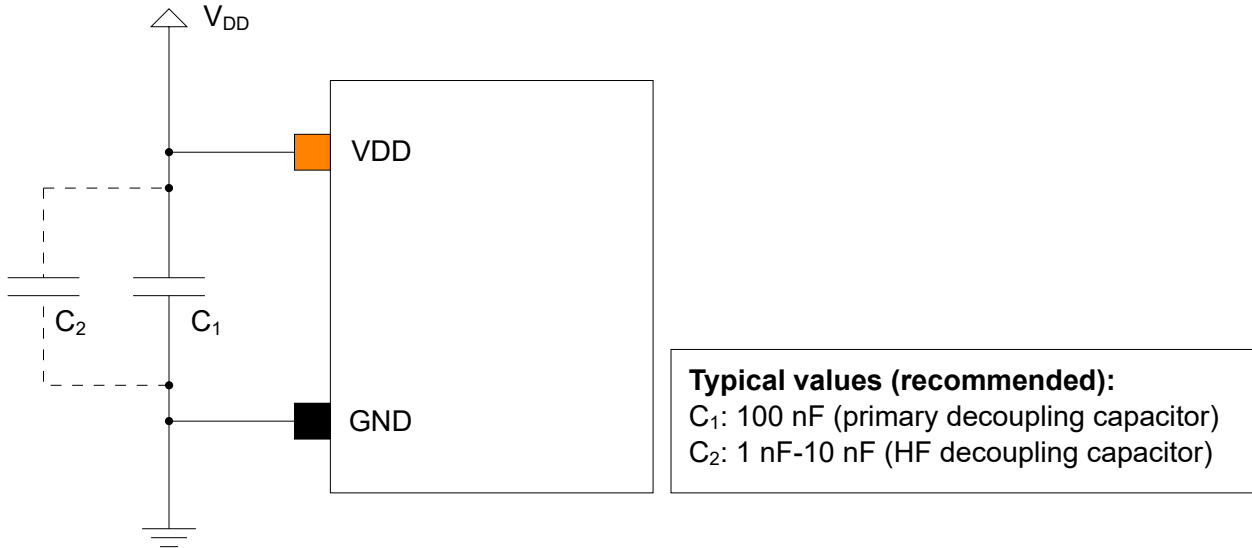 V_DD
VDD
C₂
C₁
GND
Typical values (recommended):
C₁: 100 nF (primary decoupling capacitor)
C₂: 1 nF-10 nF (HF decoupling capacitor)